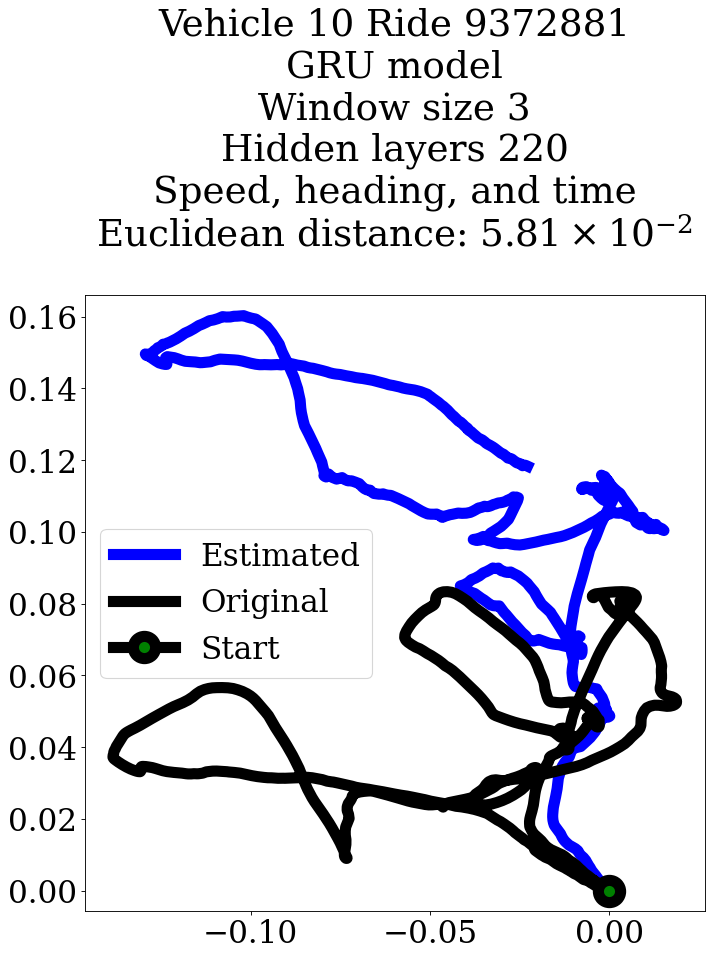 Vehicle 10 Ride 9372881
GRU model
Window size 3
Hidden layers 220
Speed, heading, and time
Euclidean distance: 5.81 × 10⁻²
0.16
0.14
0.12
0.10
0.08
0.06
0.04
0.02
0.00
Estimated
Original
Start
−0.10 −0.05 0.00